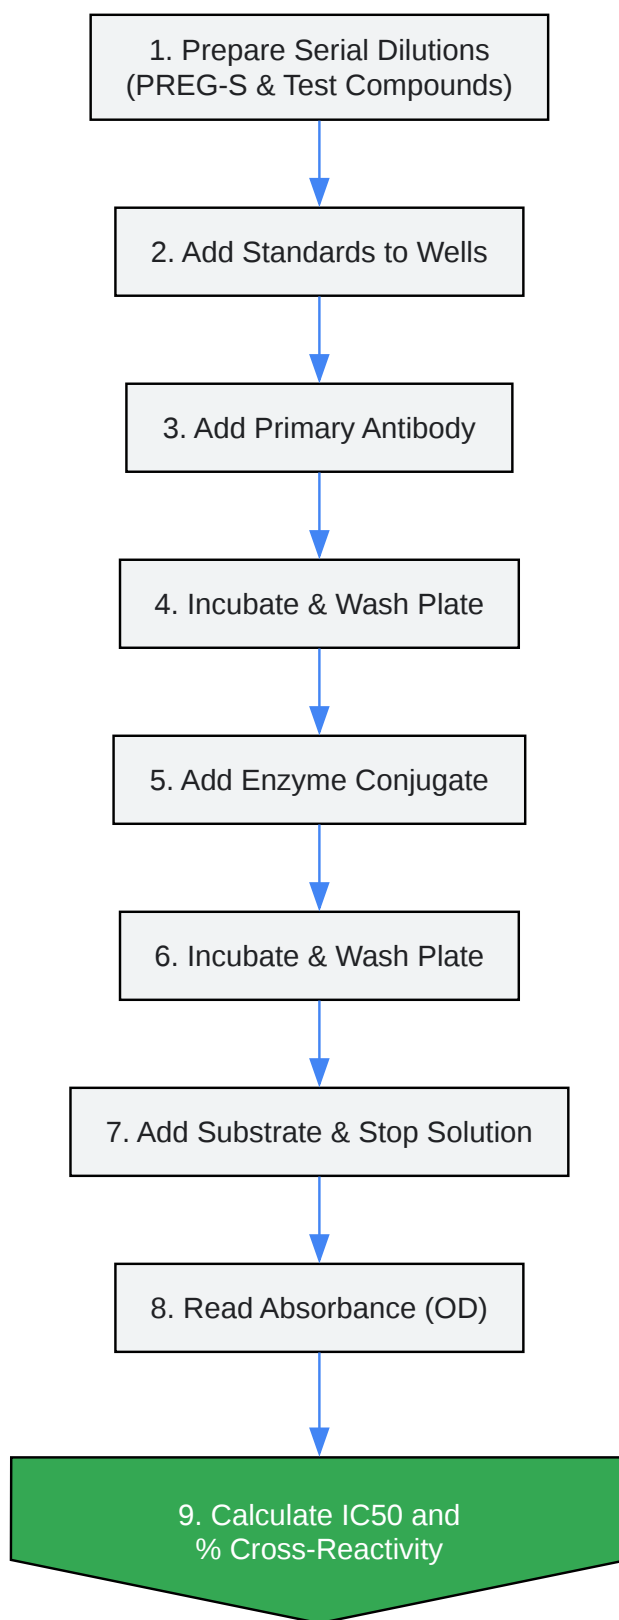 1. Prepare Serial Dilutions
(PREG-S & Test Compounds)
2. Add Standards to Wells
3. Add Primary Antibody
4. Incubate & Wash Plate
5. Add Enzyme Conjugate
6. Incubate & Wash Plate
7. Add Substrate & Stop Solution
8. Read Absorbance (OD)
9. Calculate IC50 and
% Cross-Reactivity